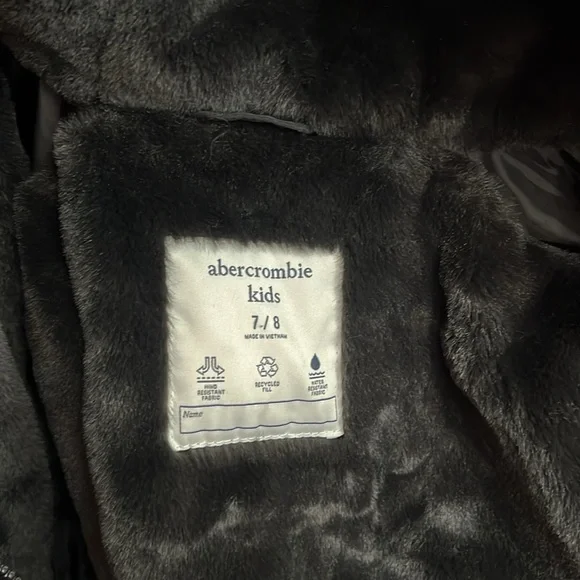 abercrombie
kids
7 / 8
MADE IN VIETNAM
WIND
RESISTANT
FABRIC
RECYCLED
FILL
WATER
RESISTANT
FABRIC
Name